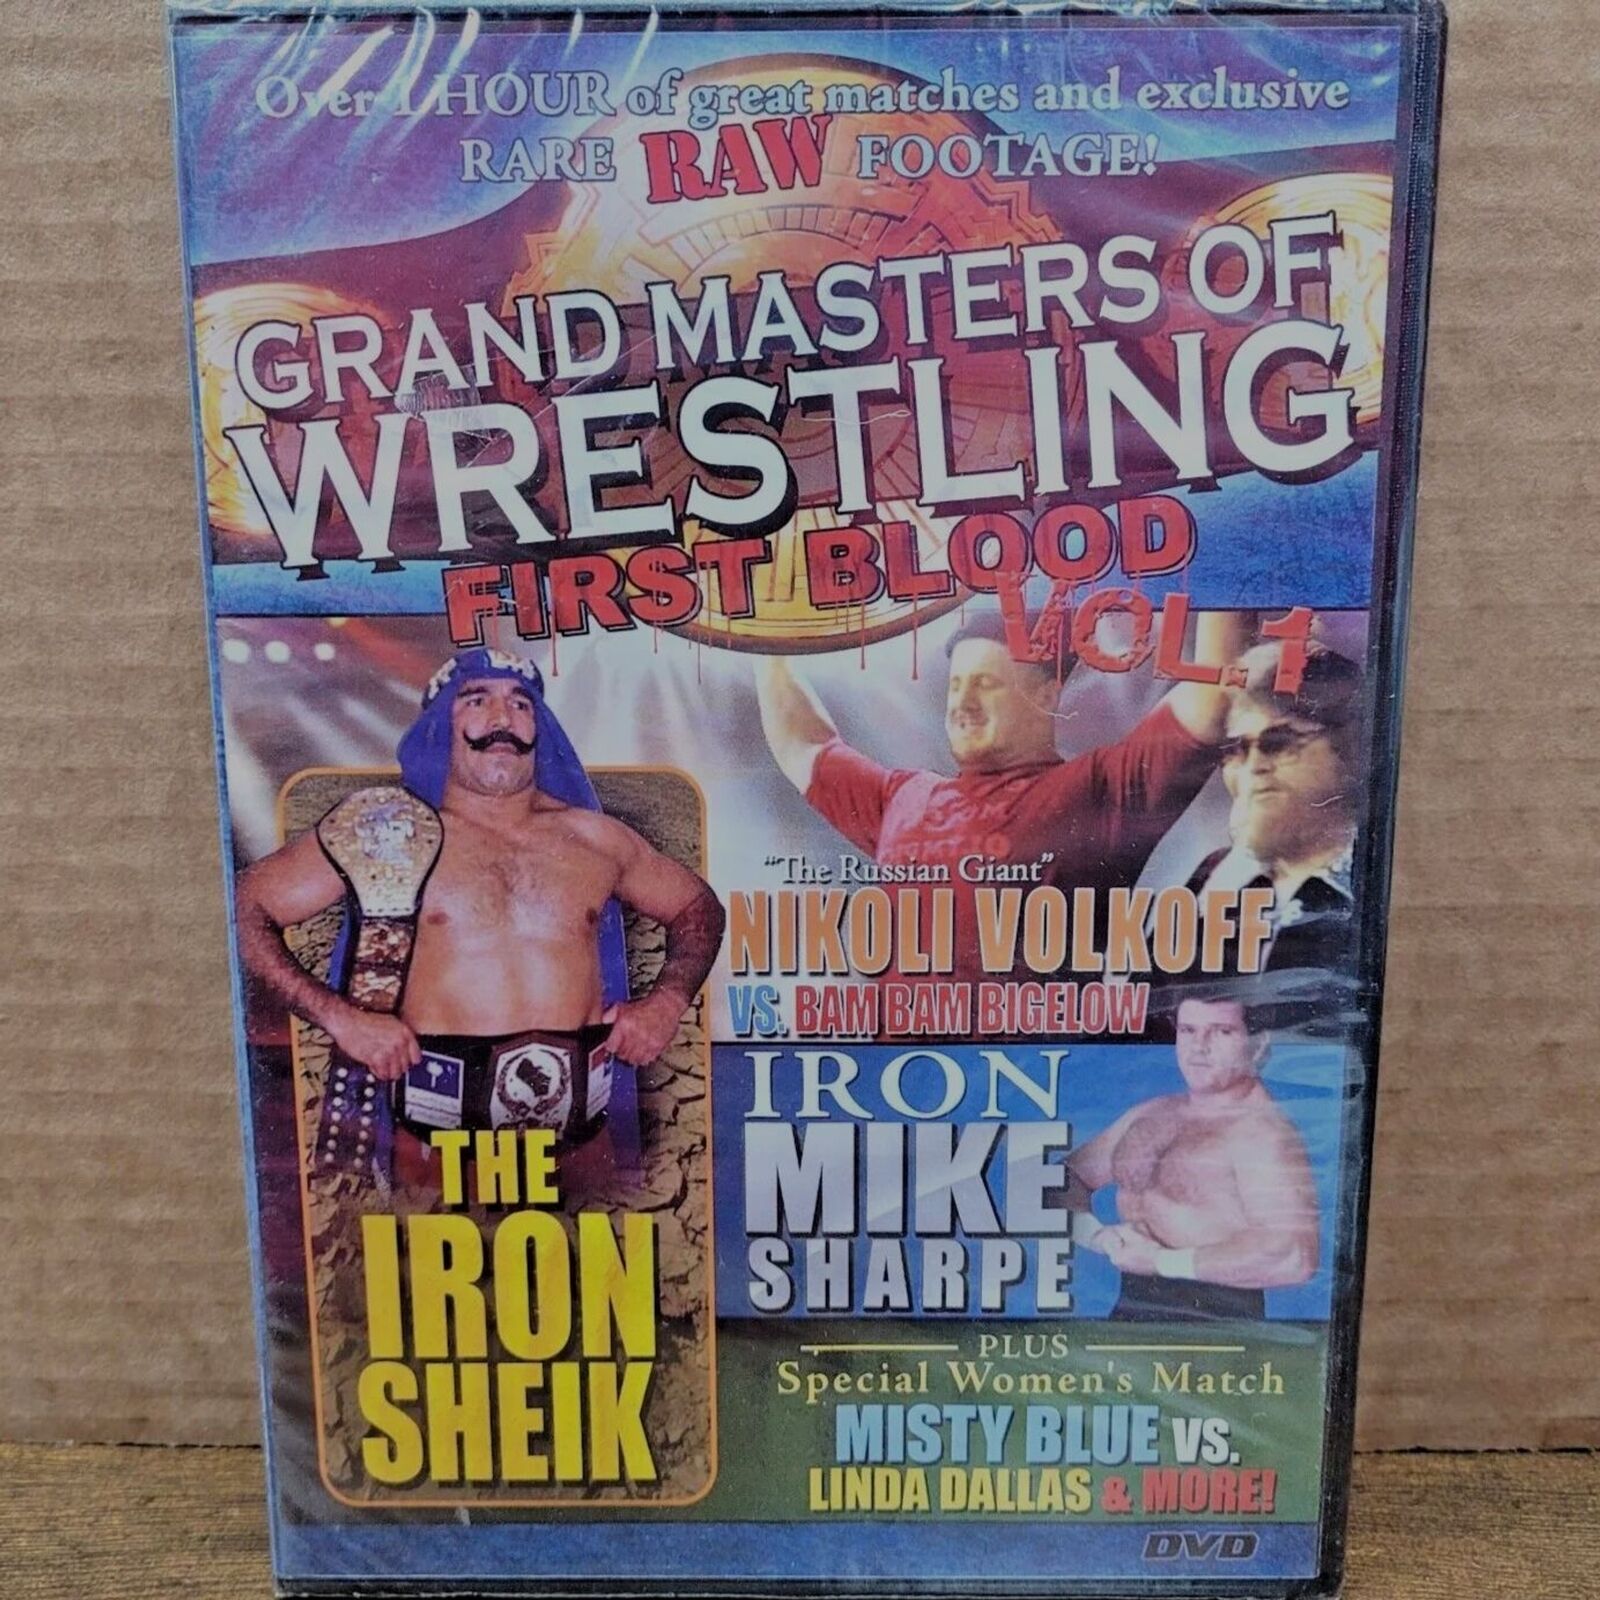 Over 1 HOUR of great matches and exclusive
RARE RAW FOOTAGE!
GRAND MASTERS OF
WRESTLING
FIRST BLOOD
VOL.1
"The Russian Giant"
NIKOLI VOLKOFF
VS. BAM BAM BIGELOW
IRON
MIKE
SHARPE
THE
IRON
SHEIK
PLUS
Special Women's Match
MISTY BLUE VS.
LINDA DALLAS & MORE!
DVD